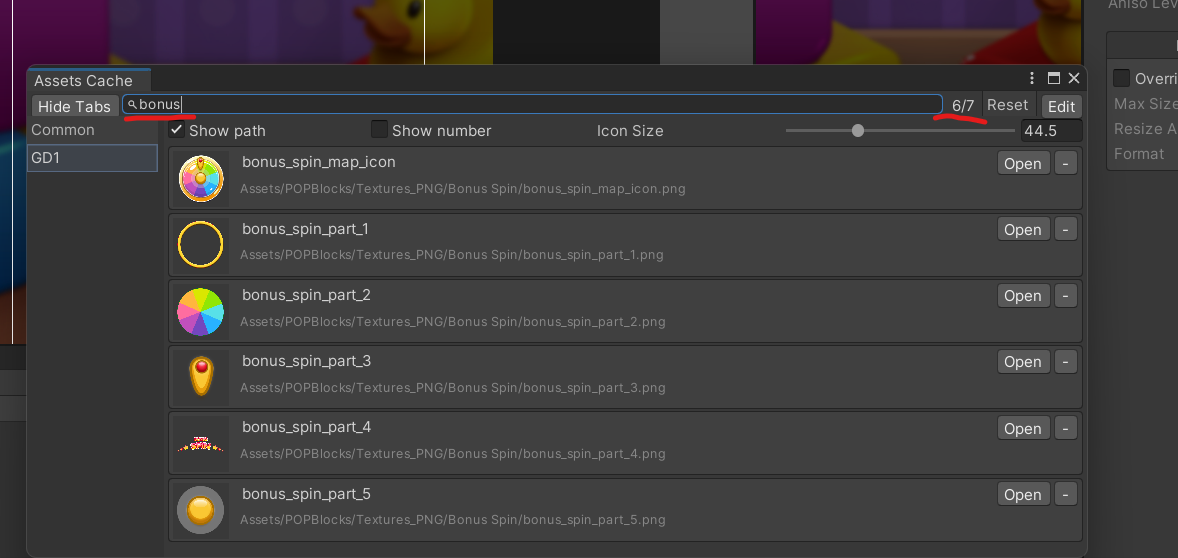 Aniso Lev
Assets Cache
Hide Tabs bonus 6/7 Reset Edit
Overri
Max Size
Resize A
Format
Common
GD1
Show path Show number Icon Size 44.5
bonus_spin_map_icon Open -
Assets/POPBlocks/Textures_PNG/Bonus Spin/bonus_spin_map_icon.png
bonus_spin_part_1 Open -
Assets/POPBlocks/Textures_PNG/Bonus Spin/bonus_spin_part_1.png
bonus_spin_part_2 Open -
Assets/POPBlocks/Textures_PNG/Bonus Spin/bonus_spin_part_2.png
bonus_spin_part_3 Open -
Assets/POPBlocks/Textures_PNG/Bonus Spin/bonus_spin_part_3.png
bonus_spin_part_4 Open -
Assets/POPBlocks/Textures_PNG/Bonus Spin/bonus_spin_part_4.png
bonus_spin_part_5 Open -
Assets/POPBlocks/Textures_PNG/Bonus Spin/bonus_spin_part_5.png